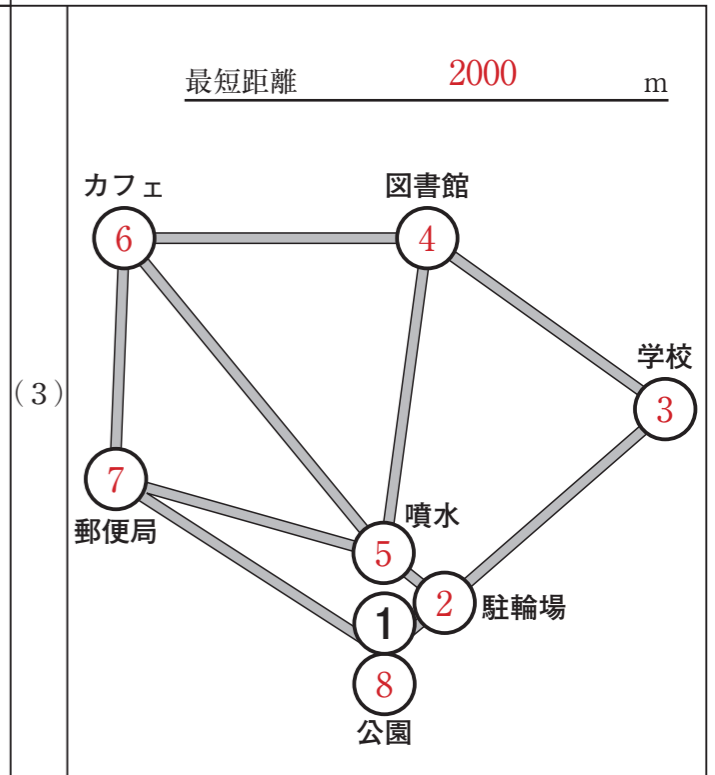 最短距離 2000 m
カフェ 図書館
6 4
学校
(3) 3
7
郵便局 噴水
5
2 駐輪場
1
8
公園